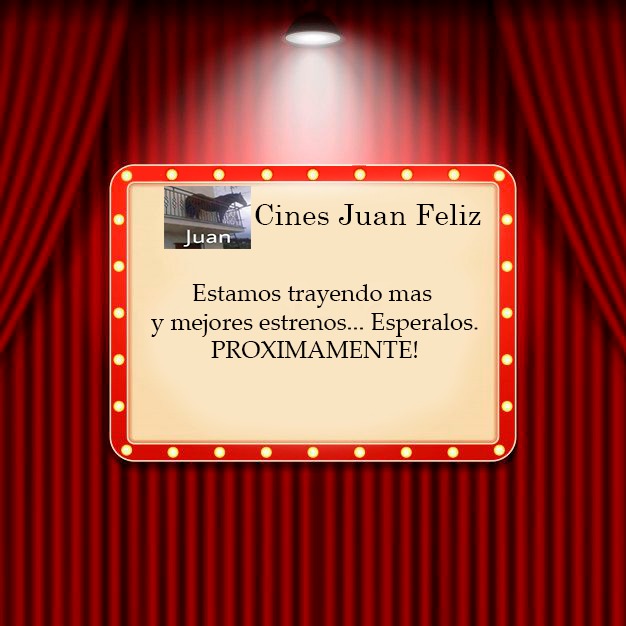 Juan
Cines Juan Feliz
Estamos trayendo mas
y mejores estrenos... Esperalos.
PROXIMAMENTE!